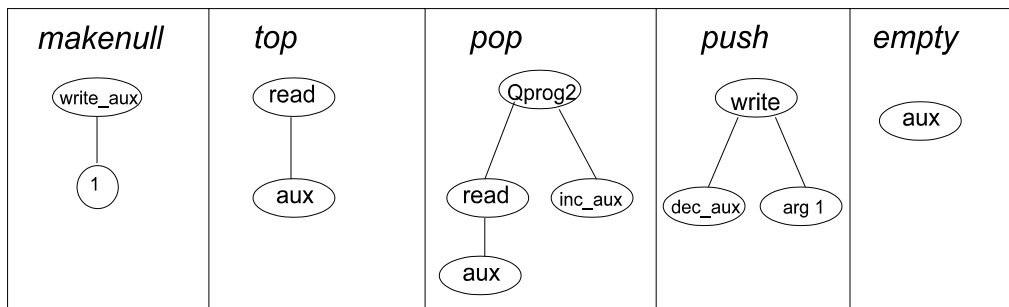 makenull
top
pop
push
empty
write_aux
1
read
aux
Qprog2
read
inc_aux
aux
write
dec_aux
arg 1
aux